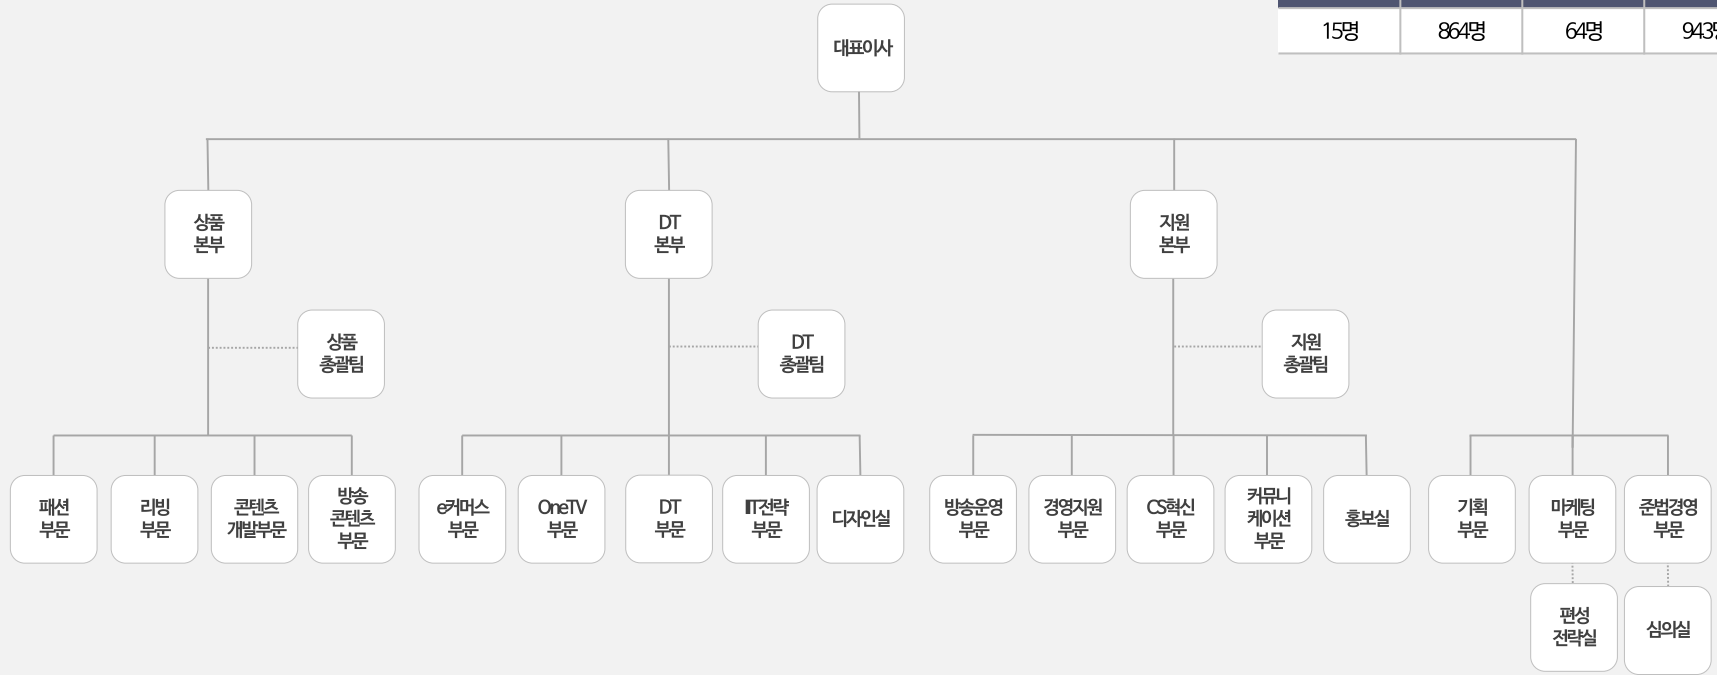 대표이사
15명 864명 64명 943명
상품
본부
DT
본부
지원
본부
상품
총괄팀
DT
총괄팀
지원
총괄팀
패션
부문
리빙
부문
콘텐츠
개발부문
방송
콘텐츠
부문
e커머스
부문
OneTV
부문
DT
부문
IIT전략
부문
디자인실
방송운영
부문
경영지원
부문
CS혁신
부문
커뮤니
케이션
부문
홍보실
기획
부문
마케팅
부문
준법경영
부문
편성
전략실
심의실